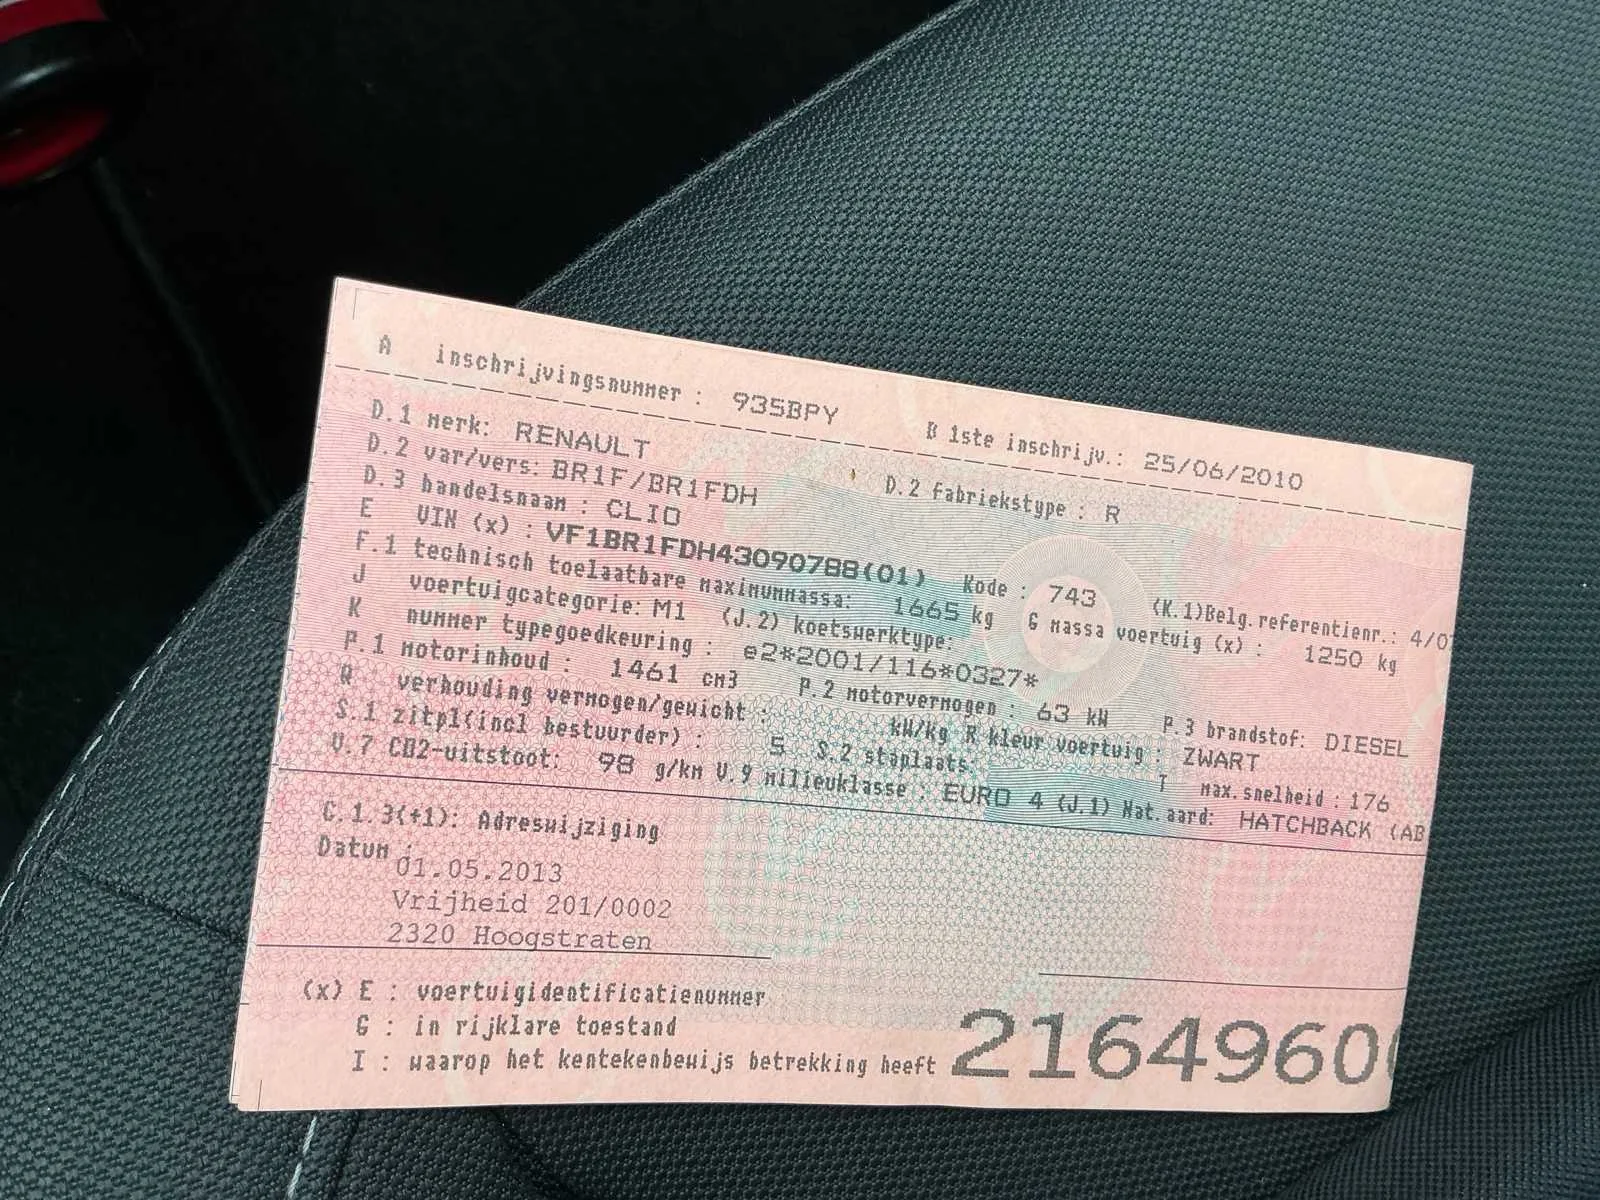 A inschrijvingsnummer : 935BPY B 1ste inschrijv.: 25/06/2010
D.1 merk: RENAULT
D.2 var/vers: BR1F/BR1FDH D.2 fabriekstype : R
D.3 handelsnaam : CLIO
E VIN (x) : VF1BR1FDH43090788(01) Kode : 743 (K.1)Belg.referentienr.: 4/07
F.1 technisch toelaatbare maximummassa: 1665 kg G massa voertuig (x) : 1250 kg
J voertuigcategorie: M1 (J.2) koetswerktype:
K nummer typegoedkeuring : e2*2001/116*0327*
P.1 motorinhoud : 1461 cm3 P.2 motorvermogen : 63 kW P.3 brandstof: DIESEL
R verhouding vermogen/gewicht : kW/kg R kleur voertuig : ZWART
S.1 zitpl(incl bestuurder) : 5 S.2 staplaats: T max.snelheid : 176
V.7 CO2-uitstoot: 98 g/km V.9 milieuklasse : EURO 4 (J.1) Nat.aard: HATCHBACK (AB
C.1.3(+1): Adreswijziging
Datum :
01.05.2013
Vrijheid 201/0002
2320 Hoogstraten
(x) E : voertuigidentificatienummer
G : in rijklare toestand
I : waarop het kentekenbewijs betrekking heeft
2164960